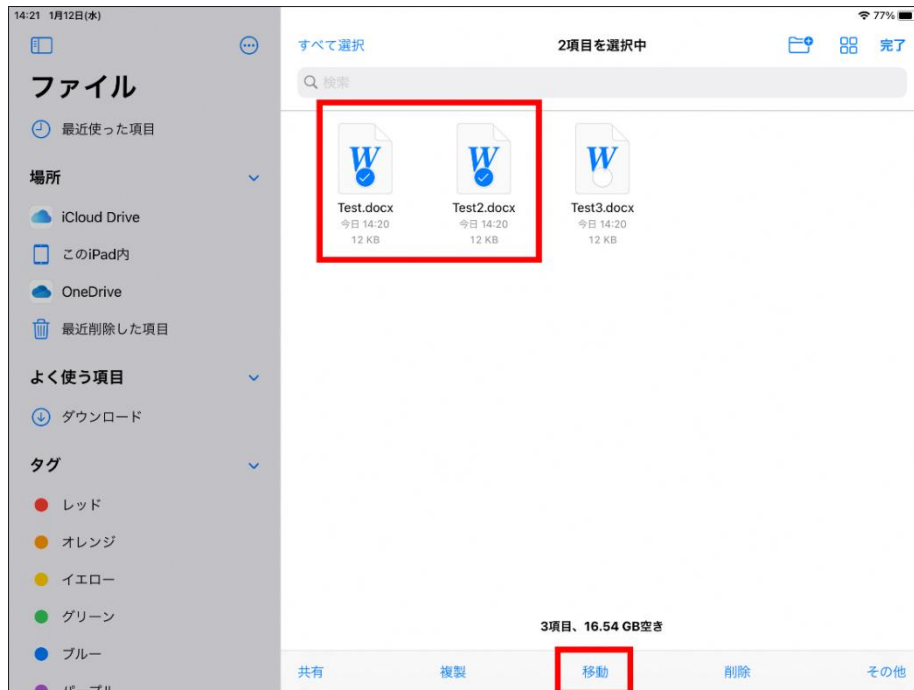 14:21 1月12日(水)
77%
すべて選択
2項目を選択中
完了
ファイル
検索
最近使った項目
場所
iCloud Drive
このiPad内
OneDrive
最近削除した項目
よく使う項目
ダウンロード
タグ
レッド
オレンジ
イエロー
グリーン
ブルー
パープル
W
W
W
Test.docx
Test2.docx
Test3.docx
今日 14:20
今日 14:20
今日 14:20
12 KB
12 KB
12 KB
3項目、16.54 GB空き
共有
複製
移動
削除
その他